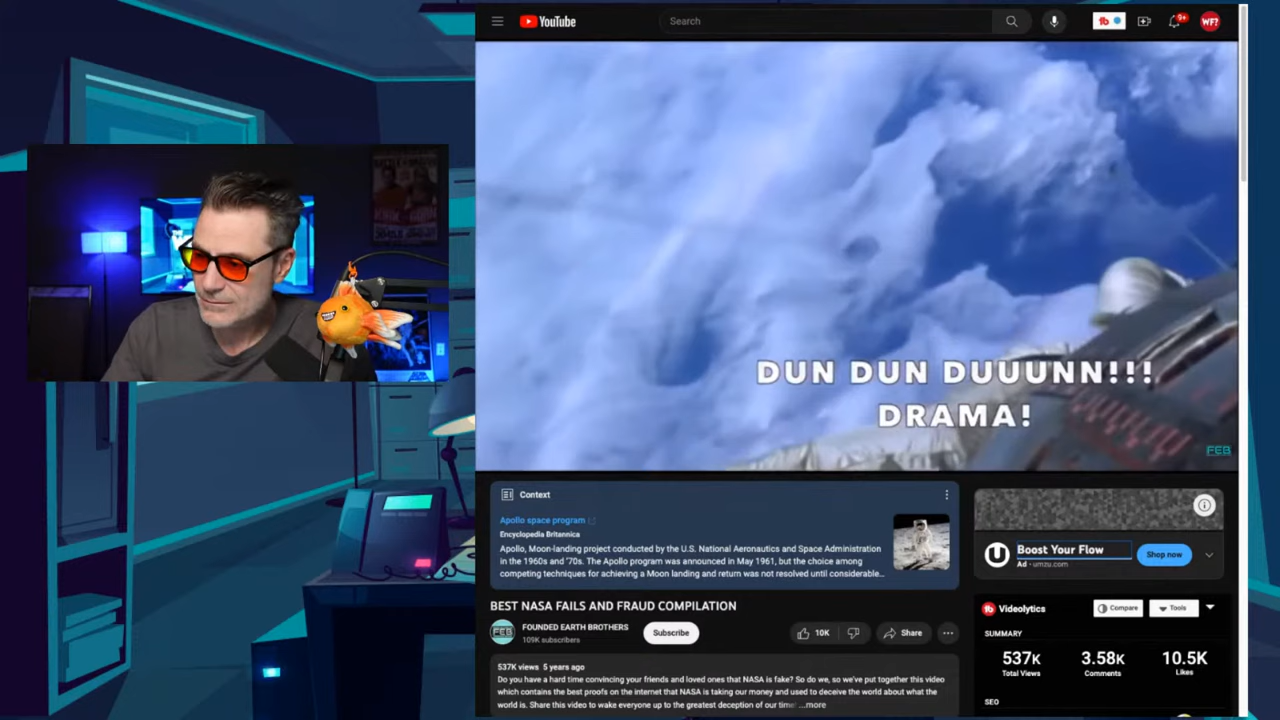 YouTube
Search
9+
WF?
DUN DUN DUUUNN!!!
DRAMA!
FEB
Context
Apollo space program
Encyclopedia Britannica
Apollo, Moon-landing project conducted by the U.S. National Aeronautics and Space Administration
in the 1960s and '70s. The Apollo program was announced in May 1961, but the choice among
competing techniques for achieving a Moon landing and return was not resolved until considerable...
Boost Your Flow
Ad · umzu.com
Shop now
BEST NASA FAILS AND FRAUD COMPILATION
FEB
FOUNDED EARTH BROTHERS
109K subscribers
Subscribe
10K
Share
537K views 5 years ago
Do you have a hard time convincing your friends and loved ones that NASA is fake? So do we, so we've put together this video
which contains the best proofs on the internet that NASA is taking our money and used to deceive the world about what the
world is. Share this video to wake everyone up to the greatest deception of our time! ...more
Videolytics
Compare
Tools
SUMMARY
537K
3.58K
10.5K
Total Views
Comments
Likes
SEO